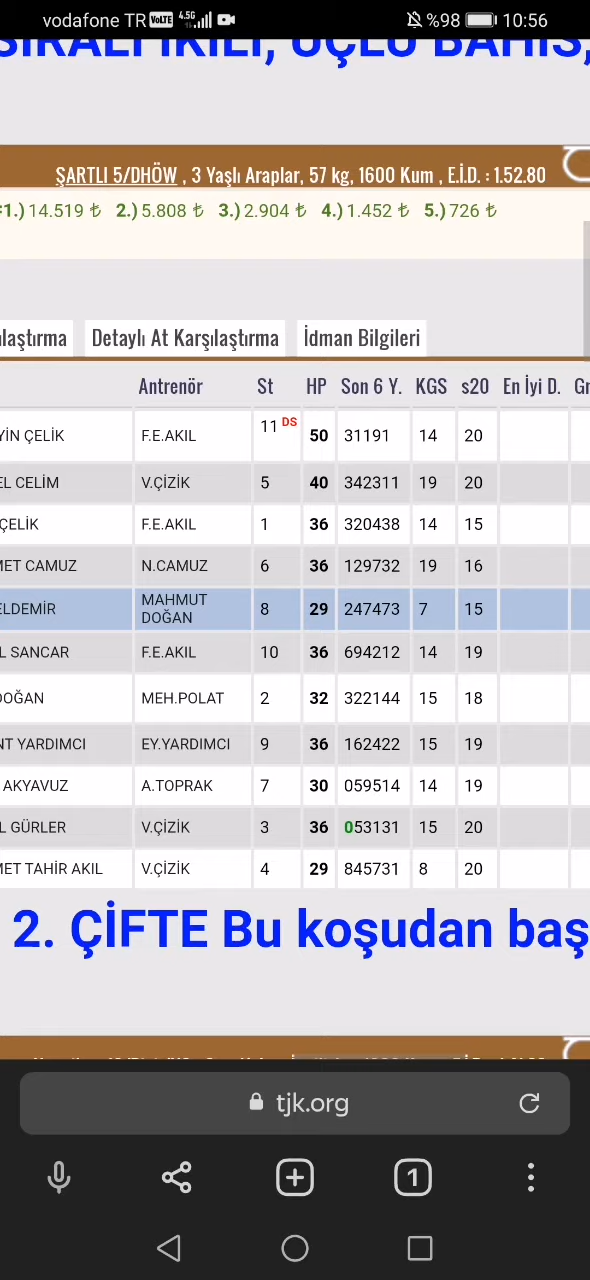 vodafone TR VoLTE 4.5G %98 10:56
SIRALI İKİLİ, ÜÇLÜ BAHİS,
ŞARTLI 5/DHÖW , 3 Yaşlı Araplar, 57 kg, 1600 Kum , E.İ.D. : 1.52.80
1.) 14.519 ₺ 2.) 5.808 ₺ 3.) 2.904 ₺ 4.) 1.452 ₺ 5.) 726 ₺
laştırma Detaylı At Karşılaştırma İdman Bilgileri
Antrenör St HP Son 6 Y. KGS s20 En İyi D. Gr
YİN ÇELİK F.E.AKIL 11 DS 50 31191 14 20
EL CELİM V.ÇİZİK 5 40 342311 19 20
ÇELİK F.E.AKIL 1 36 320438 14 15
MET CAMUZ N.CAMUZ 6 36 129732 19 16
ELDEMİR MAHMUT DOĞAN 8 29 247473 7 15
L SANCAR F.E.AKIL 10 36 694212 14 19
DOĞAN MEH.POLAT 2 32 322144 15 18
NT YARDIMCI EY.YARDIMCI 9 36 162422 15 19
AKYAVUZ A.TOPRAK 7 30 059514 14 19
L GÜRLER V.ÇİZİK 3 36 053131 15 20
MET TAHİR AKIL V.ÇİZİK 4 29 845731 8 20
2. ÇİFTE Bu koşudan baş
tjk.org
1